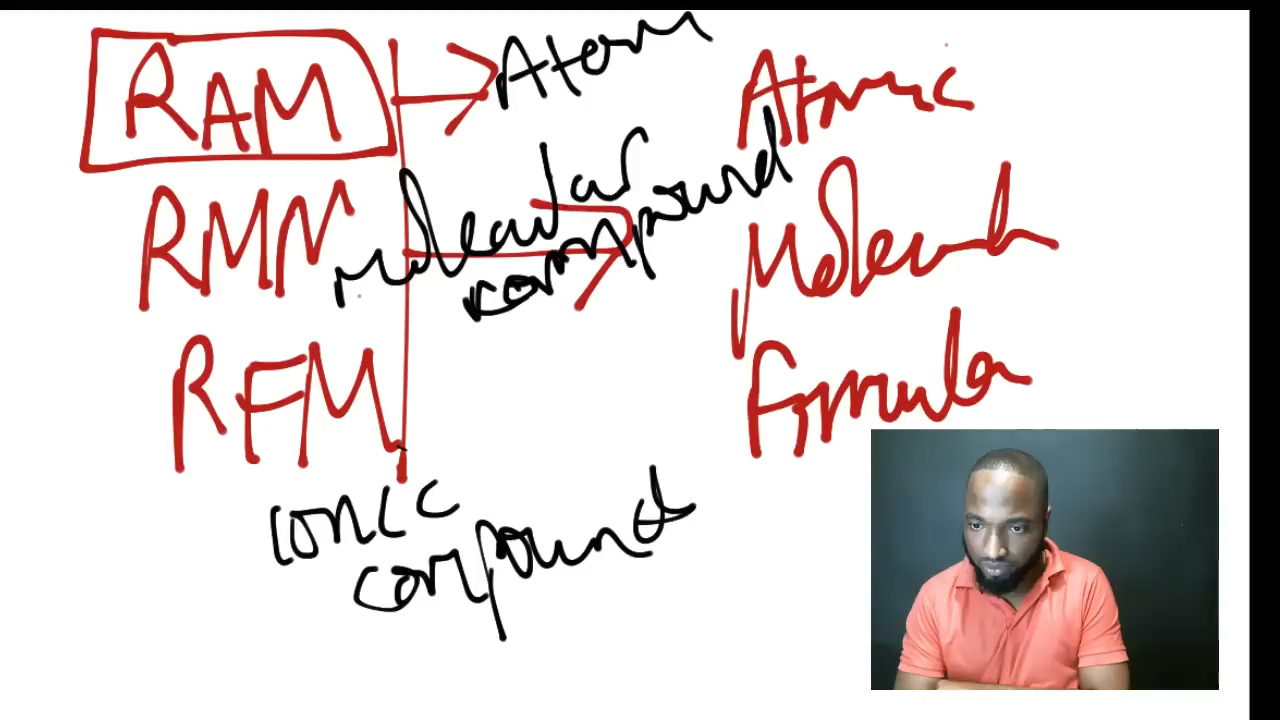 RAM
Atom
Atomic
RMM
molecular
compound
Molecular
RFM
Formula
ionic
compound